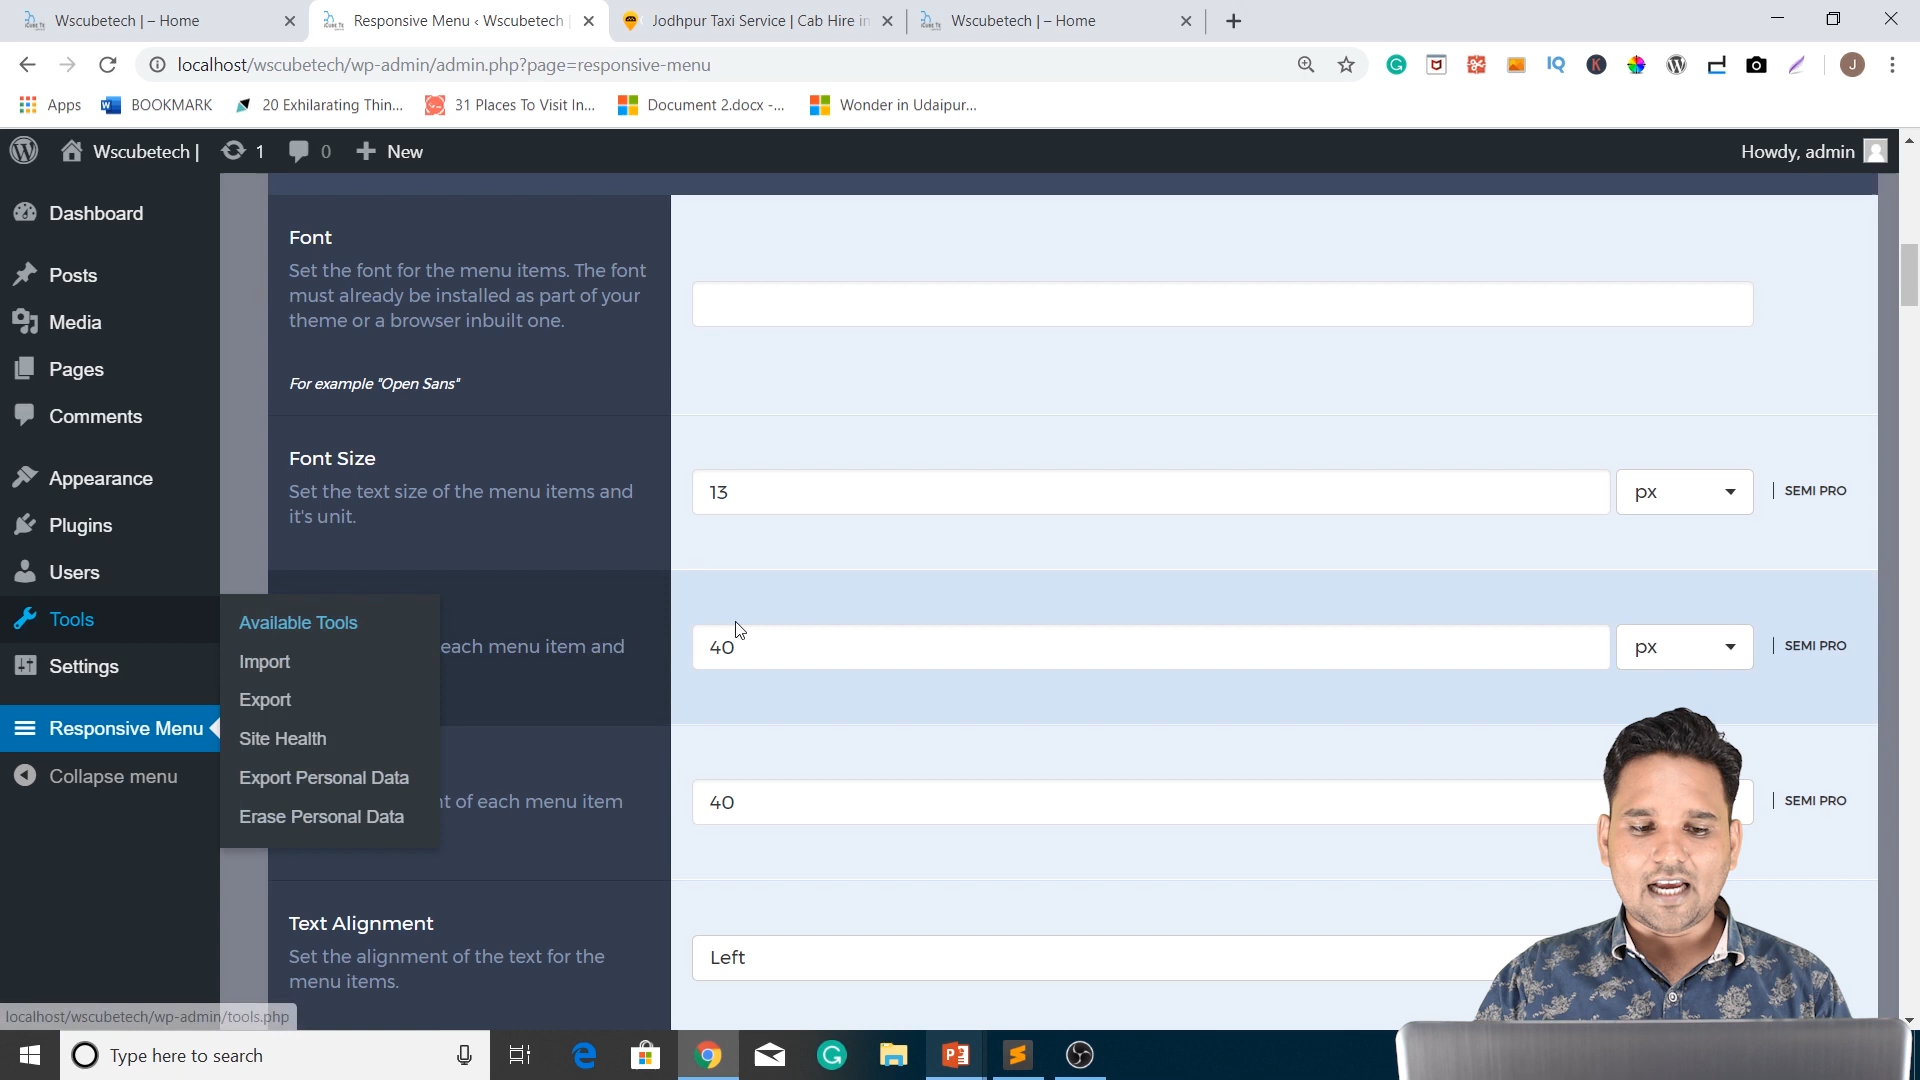 Wscubetech | – Home
Responsive Menu ‹ Wscubetech
Jodhpur Taxi Service | Cab Hire in
Wscubetech | – Home
localhost/wscubetech/wp-admin/admin.php?page=responsive-menu
IQ
K
J
Apps
BOOKMARK
20 Exhilarating Thin...
31 Places To Visit In...
Document 2.docx -...
Wonder in Udaipur...
Wscubetech |
1
0
New
Howdy, admin
Dashboard
Posts
Media
Pages
Comments
Appearance
Plugins
Users
Tools
Settings
Responsive Menu
Collapse menu
Available Tools
Import
Export
Site Health
Export Personal Data
Erase Personal Data
Font
Set the font for the menu items. The font
must already be installed as part of your
theme or a browser inbuilt one.
For example "Open Sans"
Font Size
Set the text size of the menu items and
it's unit.
13
px
SEMI PRO
each menu item and
40
px
SEMI PRO
of each menu item
40
SEMI PRO
Text Alignment
Set the alignment of the text for the
menu items.
Left
localhost/wscubetech/wp-admin/tools.php
Type here to search